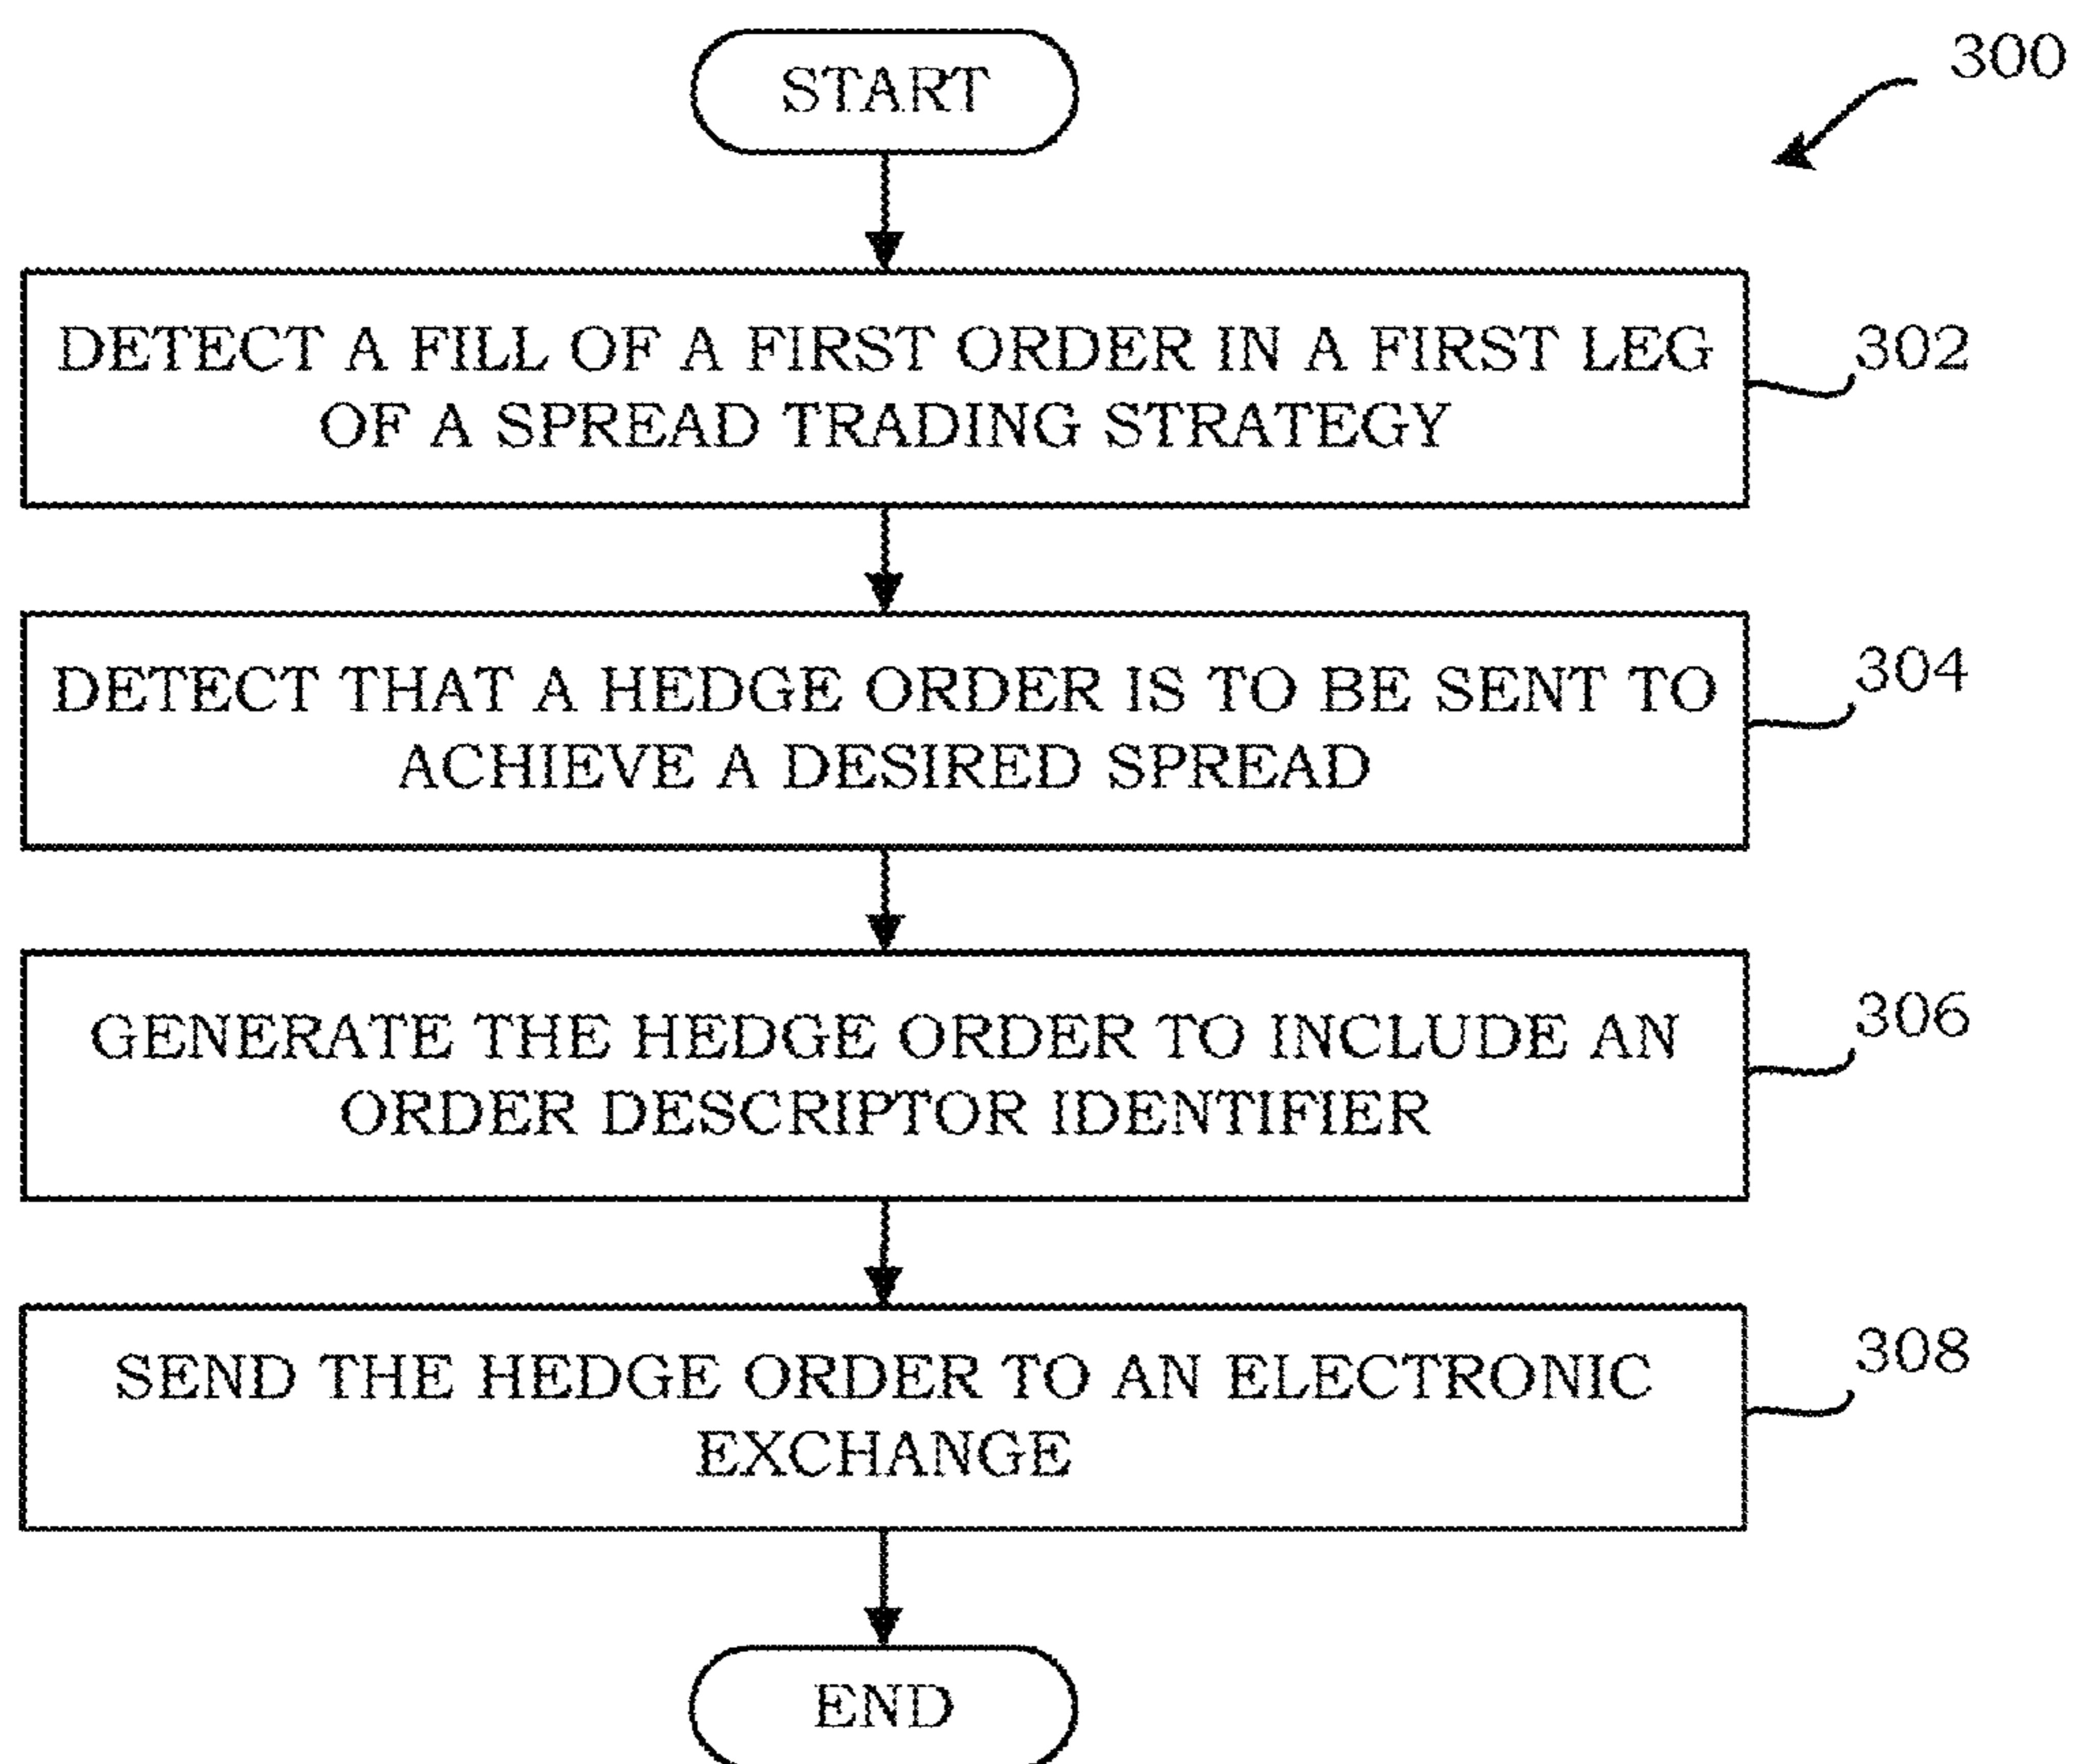 START
300
DETECT A FILL OF A FIRST ORDER IN A FIRST LEG
OF A SPREAD TRADING STRATEGY
302
DETECT THAT A HEDGE ORDER IS TO BE SENT TO
ACHIEVE A DESIRED SPREAD
304
GENERATE THE HEDGE ORDER TO INCLUDE AN
ORDER DESCRIPTOR IDENTIFIER
306
SEND THE HEDGE ORDER TO AN ELECTRONIC
EXCHANGE
308
END